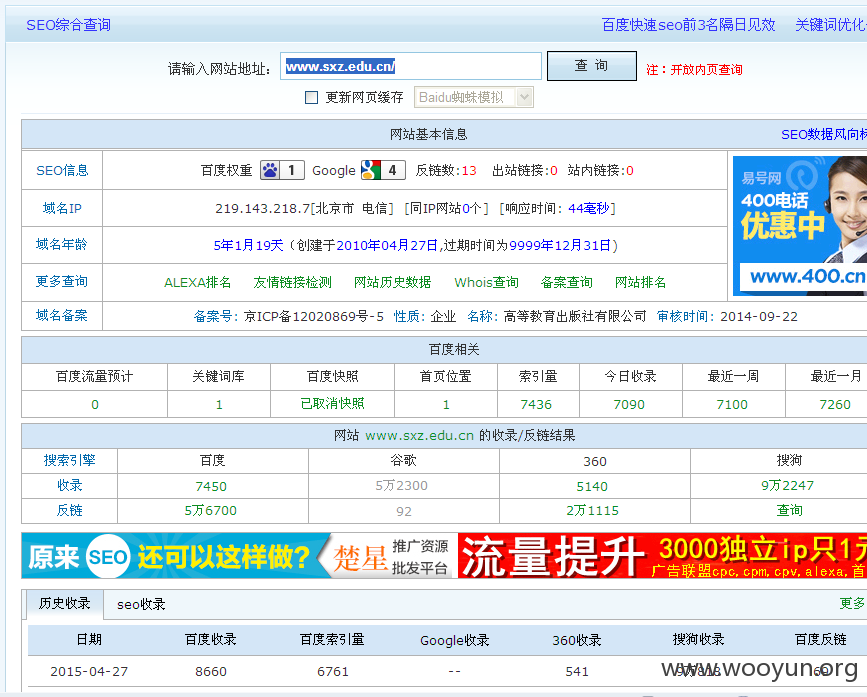 SEO综合查询 百度快速seo前3名隔日见效 关键词优化
请输入网站地址: www.sxz.edu.cn/ 查 询 注：开放内页查询
更新网页缓存 Baidu蜘蛛模拟
网站基本信息 SEO数据风向标
SEO信息 百度权重 1 Google 4 反链数:13 出站链接:0 站内链接:0
域名IP 219.143.218.7[北京市 电信] [同IP网站0个] [响应时间: 44毫秒]
域名年龄 5年1月19天 (创建于2010年04月27日,过期时间为9999年12月31日)
更多查询 ALEXA排名 友情链接检测 网站历史数据 Whois查询 备案查询 网站排名
域名备案 备案号: 京ICP备12020869号-5 性质: 企业 名称: 高等教育出版社有限公司 审核时间: 2014-09-22
易号网
400电话
优惠中
www.400.cn
百度相关
百度流量预计 关键词库 百度快照 首页位置 索引量 今日收录 最近一周 最近一月
0 1 已取消快照 1 7436 7090 7100 7260
网站 www.sxz.edu.cn 的收录/反链结果
搜索引擎 百度 谷歌 360 搜狗
收录 7450 5万2300 5140 9万2247
反链 5万6700 92 2万1115 查询
原来SEO还可以这样做? 楚星 推广资源
批发平台
流量提升 3000独立ip只1元
广告联盟cpc,cpm,cpv,alexa,首
历史收录 seo收录 更多
日期 百度收录 百度索引量 Google收录 360收录 搜狗收录 百度反链
2015-04-27 8660 6761 -- 541
www.wooyun.org